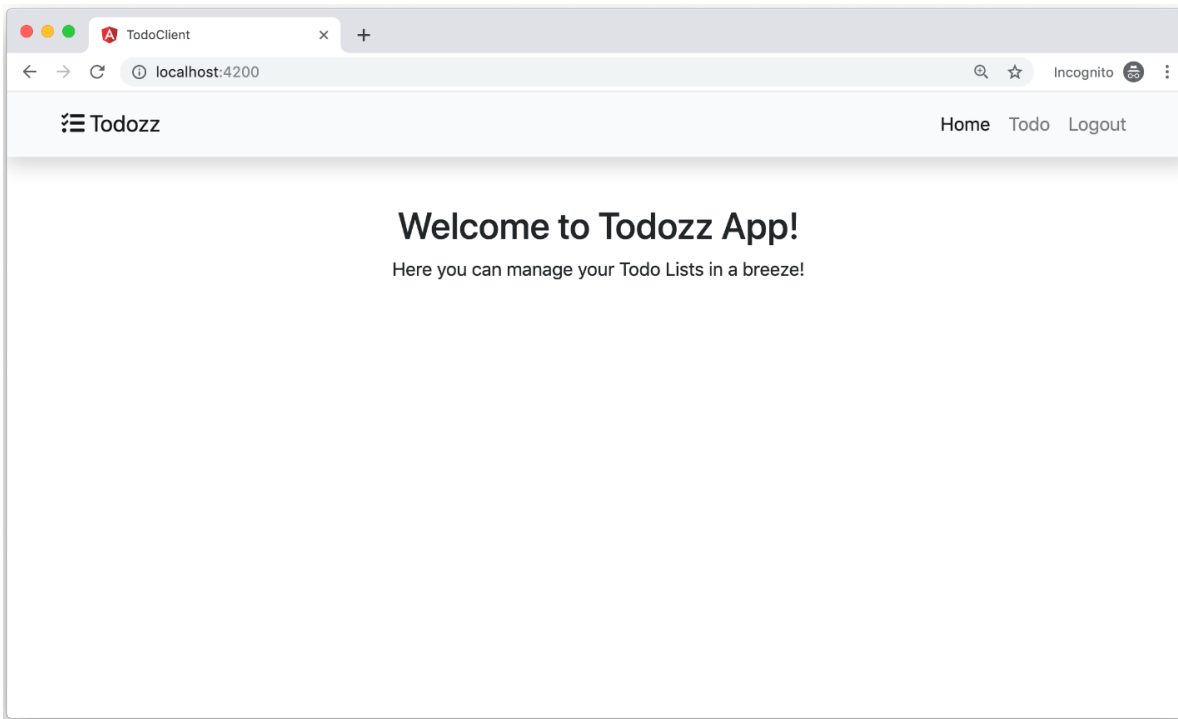 TodoClient
localhost:4200
Incognito
Todozz
Home Todo Logout
Welcome to Todozz App!
Here you can manage your Todo Lists in a breeze!